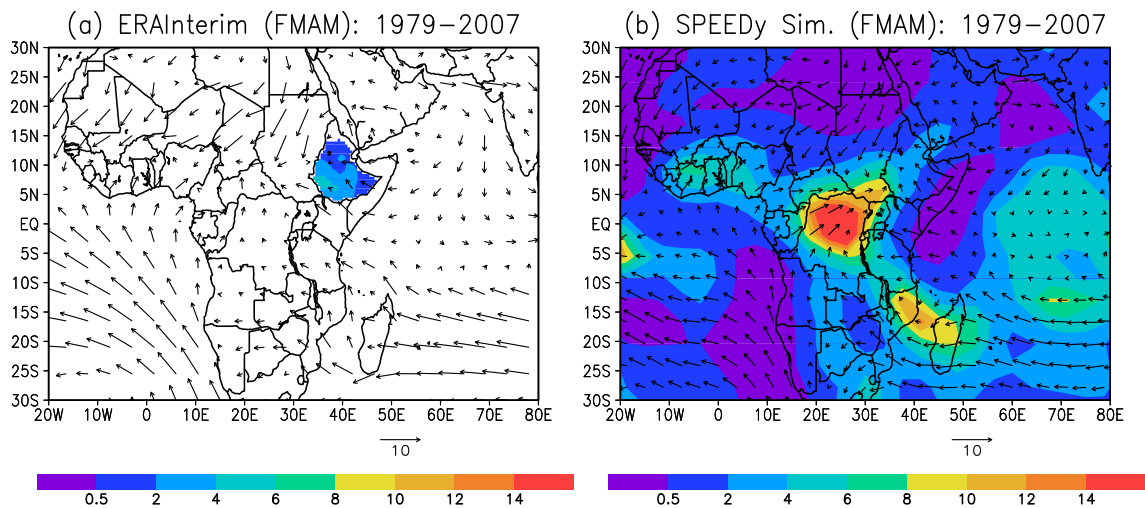 (a) ERAInterim (FMAM): 1979−2007
30N
25N
20N
15N
10N
5N
EQ
5S
10S
15S
20S
25S
30S
20W 10W 0 10E 20E 30E 40E 50E 60E 70E 80E
10
0.5 2 4 6 8 10 12 14
(b) SPEEDy Sim. (FMAM): 1979−2007
30N
25N
20N
15N
10N
5N
EQ
5S
10S
15S
20S
25S
30S
20W 10W 0 10E 20E 30E 40E 50E 60E 70E 80E
10
0.5 2 4 6 8 10 12 14